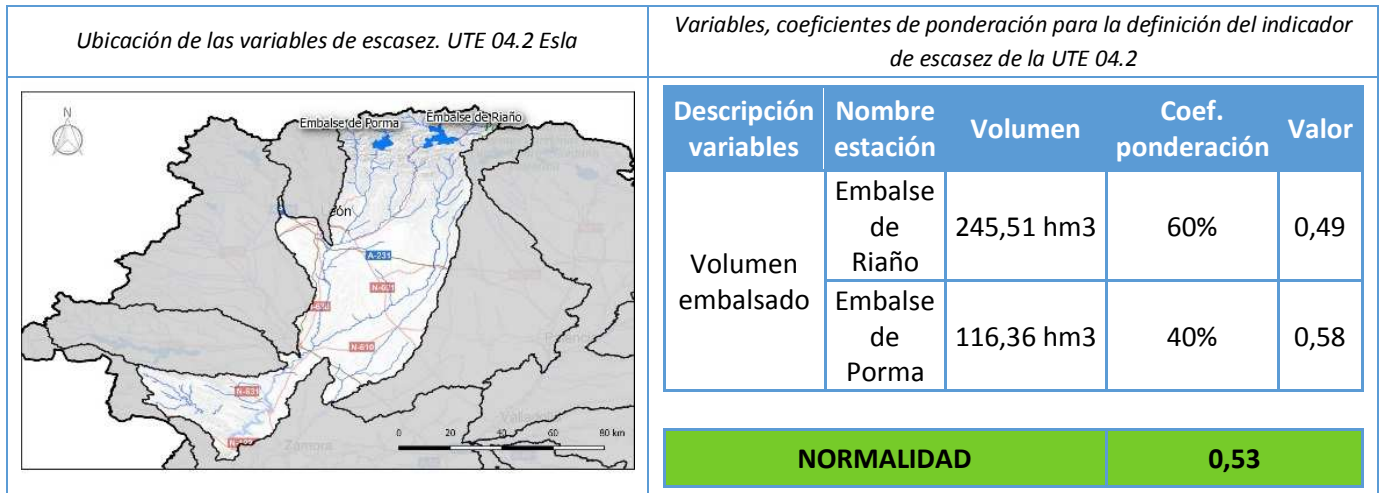 Ubicación de las variables de escasez. UTE 04.2 Esla
Variables, coeficientes de ponderación para la definición del indicador
de escasez de la UTE 04.2
N
Embalse de Porma
Embalse de Riaño
A-231
N-601
N-610
N-631
Zamora
0 20 40 60 80 km
Descripción variables Nombre estación Volumen Coef. ponderación Valor
Volumen embalsado
Embalse
de
Riaño
245,51 hm3 60% 0,49
Embalse
de
Porma
116,36 hm3 40% 0,58
NORMALIDAD 0,53